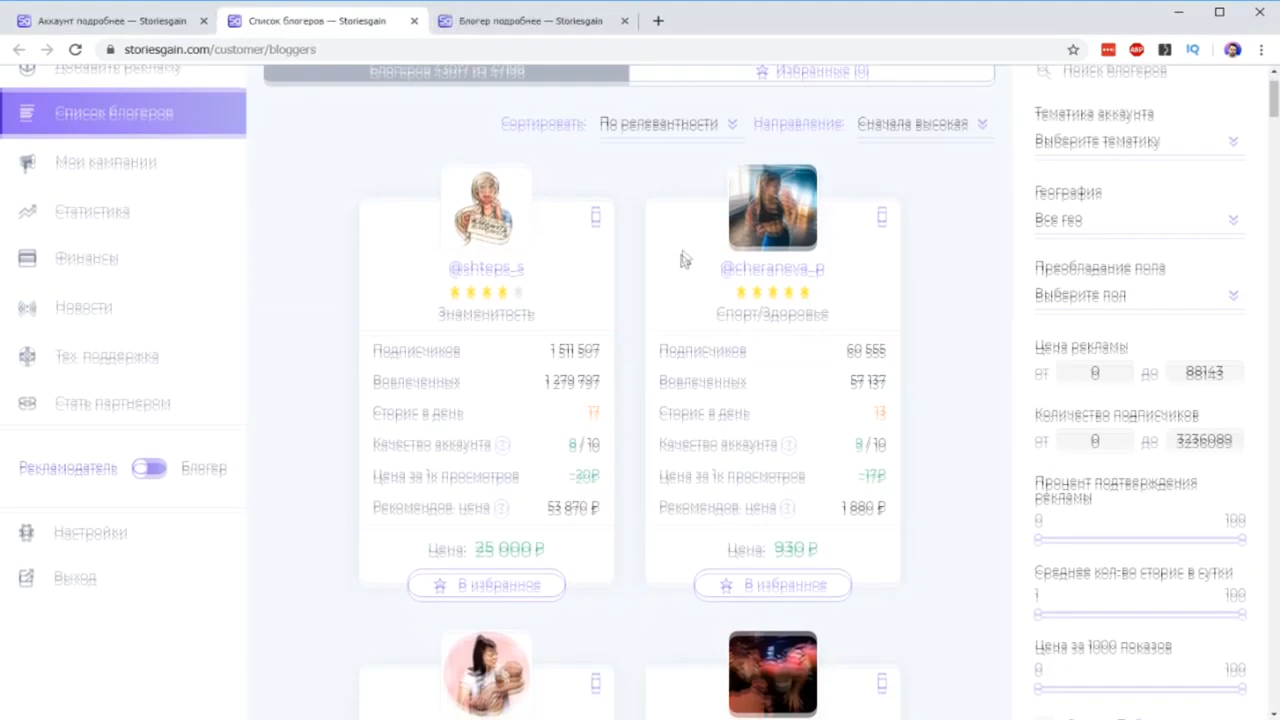 Аккаунт подробнее — Storiesgain
Список блогеров — Storiesgain
Блогер подробнее — Storiesgain
storiesgain.com/customer/bloggers
ABP
IQ
Добавить рекламу
Избранные (0)
Поиск блогеров
Список блогеров
Мои кампании
Статистика
Финансы
Новости
Тех. поддержка
Стать партнером
Рекламодатель
Блогер
Настройки
Выход
Сортировать: По релевантности
Направление: Сначала высокая
@shteps_s
Знаменитость
Подписчиков 1 511 507
Вовлеченных 1 279 797
Сторис в день 17
Качество аккаунта ? 8 / 10
Цена за 1к просмотров ~20₽
Рекомендов. цена ? 53 870 ₽
Цена: 25 000 ₽
В избранное
@cheraneva_p
Спорт/Здоровье
Подписчиков 60 555
Вовлеченных 57 137
Сторис в день 13
Качество аккаунта ? 9 / 10
Цена за 1к просмотров ~17₽
Рекомендов. цена ? 1 880 ₽
Цена: 930 ₽
В избранное
Тематика аккаунта
Выберите тематику
География
Все гео
Преобладание пола
Выберите пол
Цена рекламы
от 0 до 88143
Количество подписчиков
от 0 до 3236089
Процент подтверждения
рекламы
0 100
Среднее кол-во сторис в сутки
1 100
Цена за 1000 показов
0 100